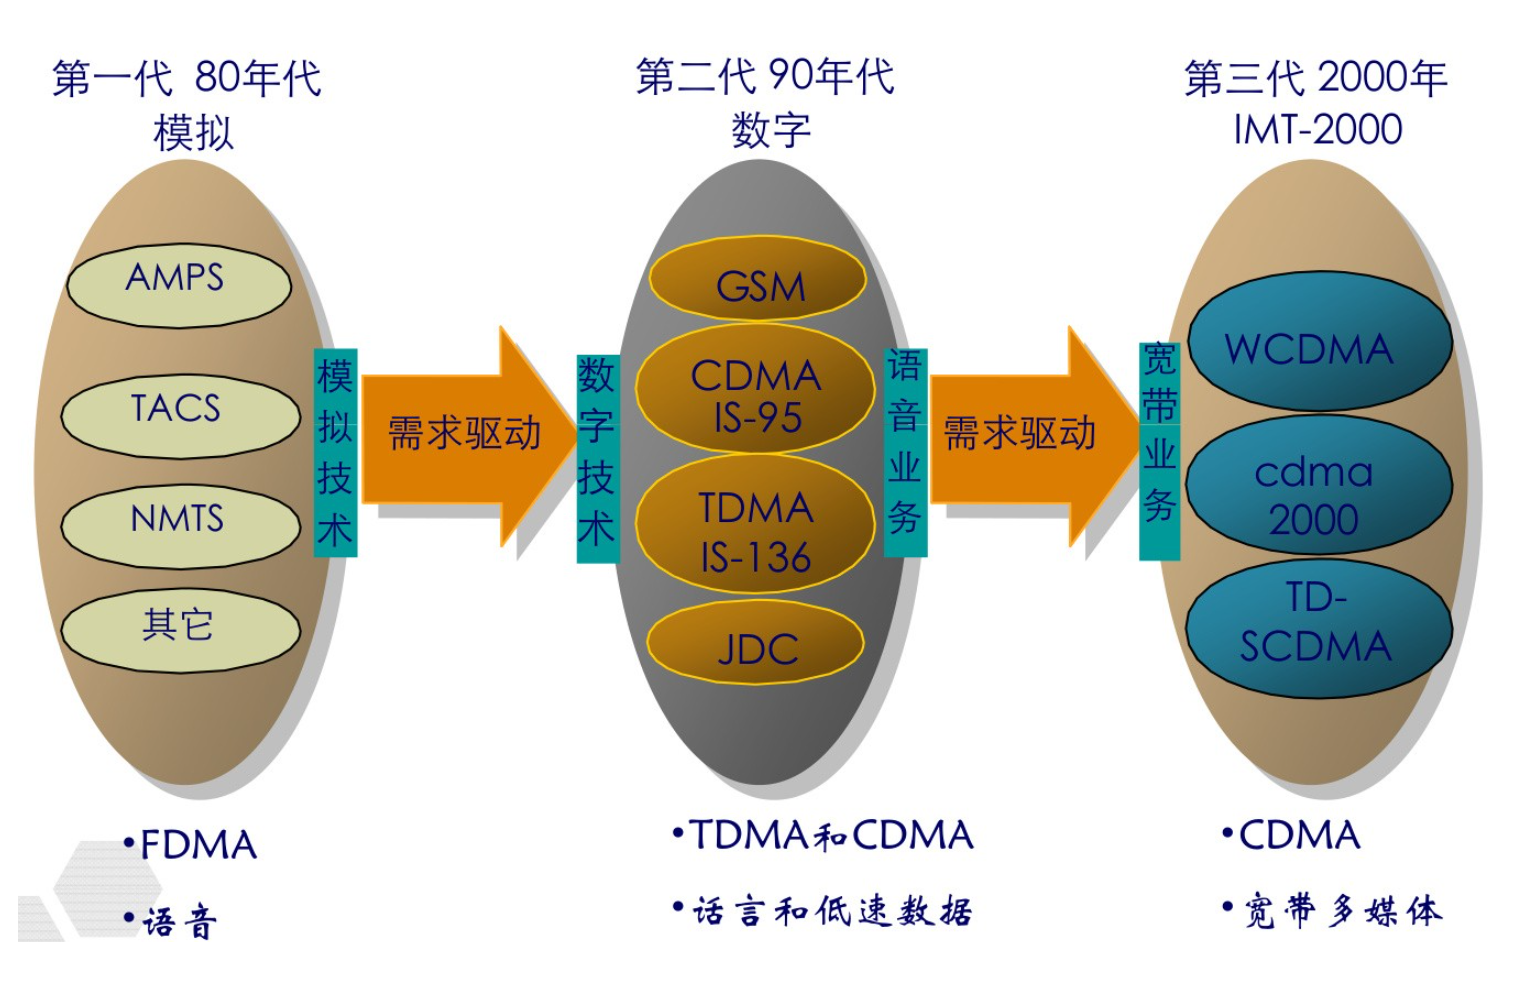 第一代 80年代
模拟
AMPS
TACS
NMTS
其它
模拟技术
•FDMA
•语音
需求驱动
第二代 90年代
数字
数字技术
GSM
CDMA
IS-95
TDMA
IS-136
JDC
语音业务
•TDMA和CDMA
•话言和低速数据
需求驱动
第三代 2000年
IMT-2000
宽带业务
WCDMA
cdma
2000
TD-
SCDMA
•CDMA
•宽带多媒体